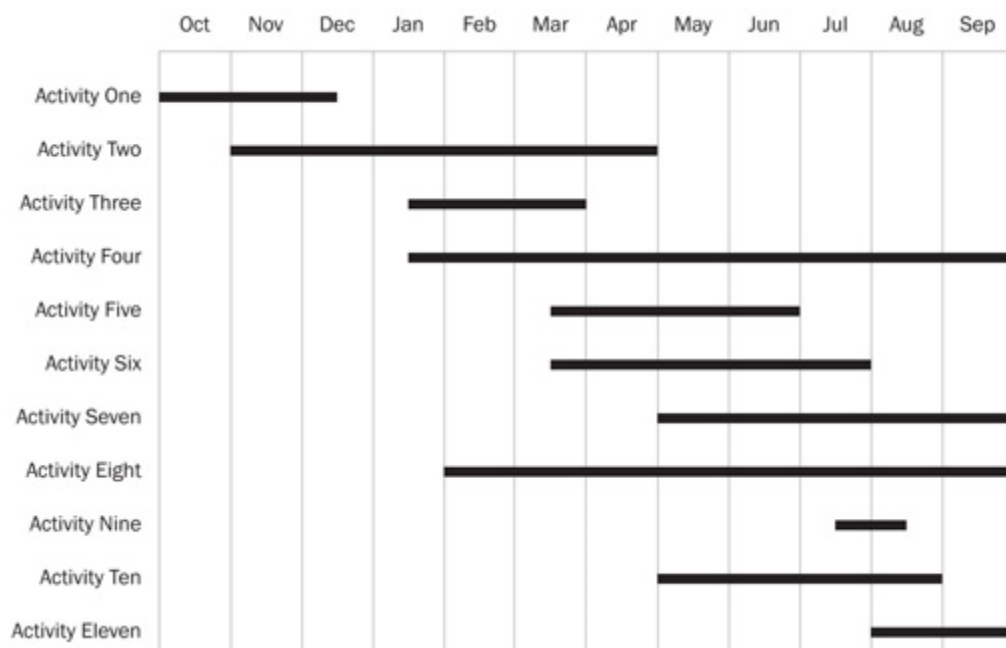 Oct Nov Dec Jan Feb Mar Apr May Jun Jul Aug Sep
Activity One
Activity Two
Activity Three
Activity Four
Activity Five
Activity Six
Activity Seven
Activity Eight
Activity Nine
Activity Ten
Activity Eleven